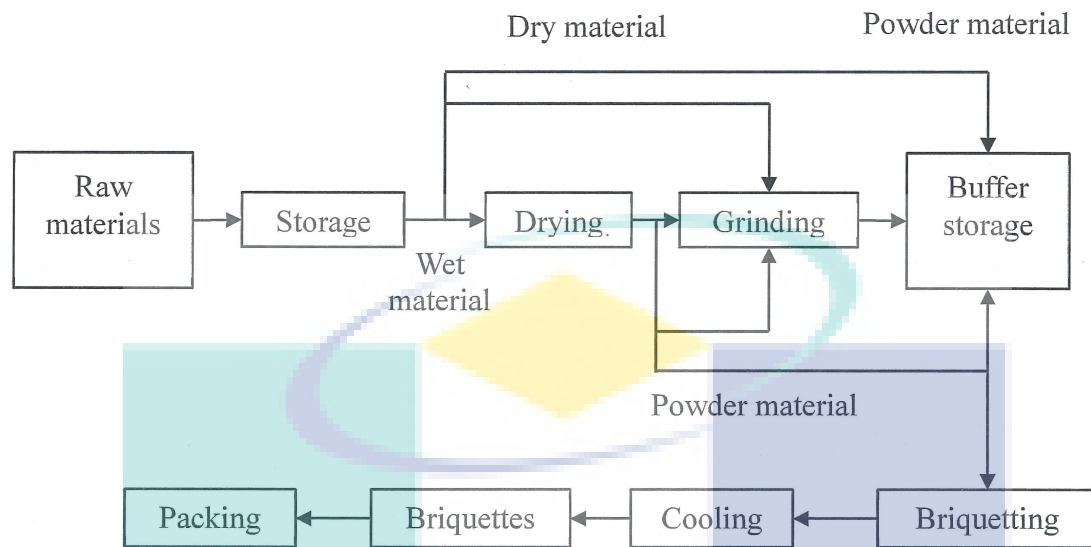 Dry material
Powder material
Raw
materials
Storage
Drying.
Grinding
Buffer
storage
Wet
material
Powder material
Packing
Briquettes
Cooling
Briquetting